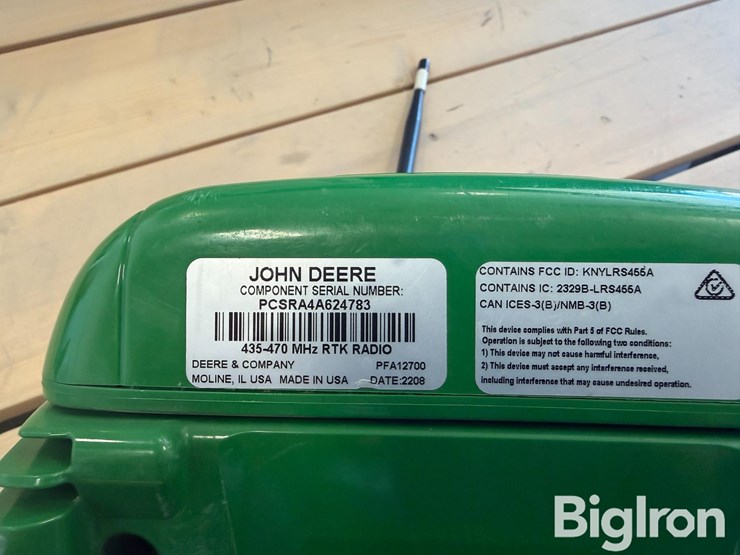 JOHN DEERE
COMPONENT SERIAL NUMBER:
PCSRA4A624783
435-470 MHz RTK RADIO
DEERE & COMPANY PFA12700
MOLINE, IL USA MADE IN USA DATE:2208
CONTAINS FCC ID: KNYLRS455A
CONTAINS IC: 2329B-LRS455A
CAN ICES-3(B)/NMB-3(B)
This device complies with Part 5 of FCC Rules.
Operation is subject to the following two conditions:
1) This device may not cause harmful interference,
2) This device must accept any interference received,
including interference that may cause undesired operation.
BigIron